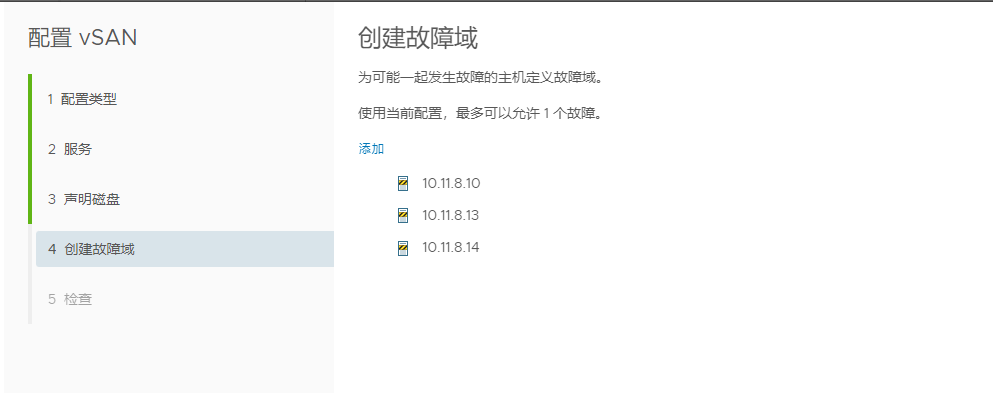 配置 vSAN
1 配置类型
2 服务
3 声明磁盘
4 创建故障域
5 检查
创建故障域
为可能一起发生故障的主机定义故障域。
使用当前配置，最多可以允许 1 个故障。
添加
10.11.8.10
10.11.8.13
10.11.8.14